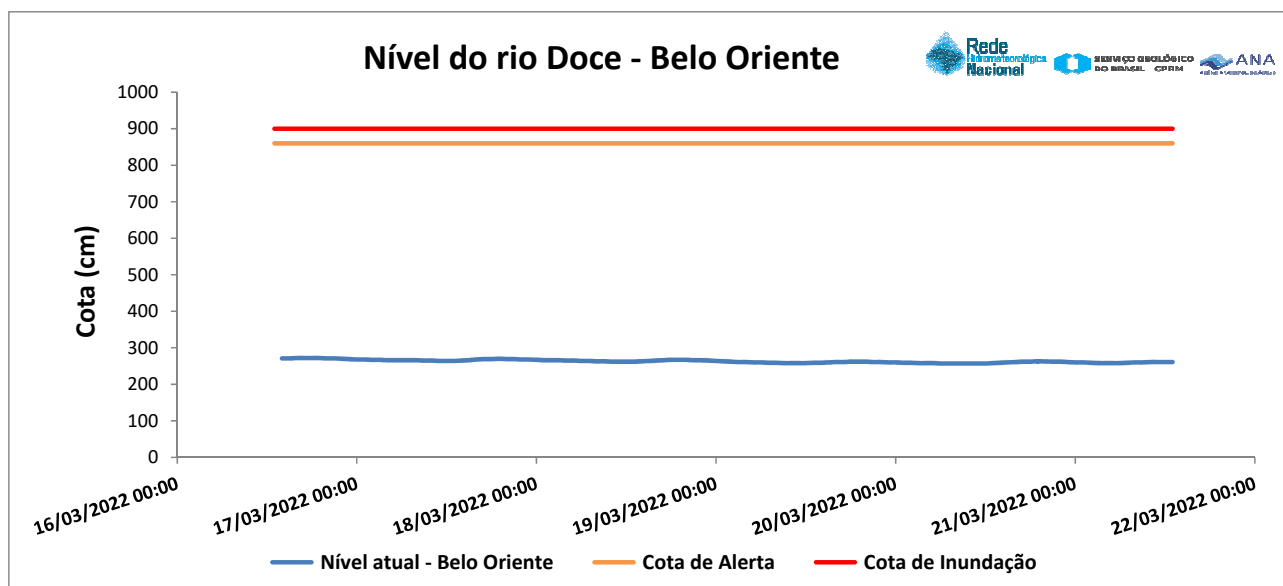 Nível do rio Doce - Belo Oriente
Rede
Hidrometeorológica
Nacional
SERVIÇO GEOLÓGICO
DO BRASIL - CPRM
ANA
Cota (cm)
1000
900
800
700
600
500
400
300
200
100
0
16/03/2022 00:00
17/03/2022 00:00
18/03/2022 00:00
19/03/2022 00:00
20/03/2022 00:00
21/03/2022 00:00
22/03/2022 00:00
Nível atual - Belo Oriente
Cota de Alerta
Cota de Inundação